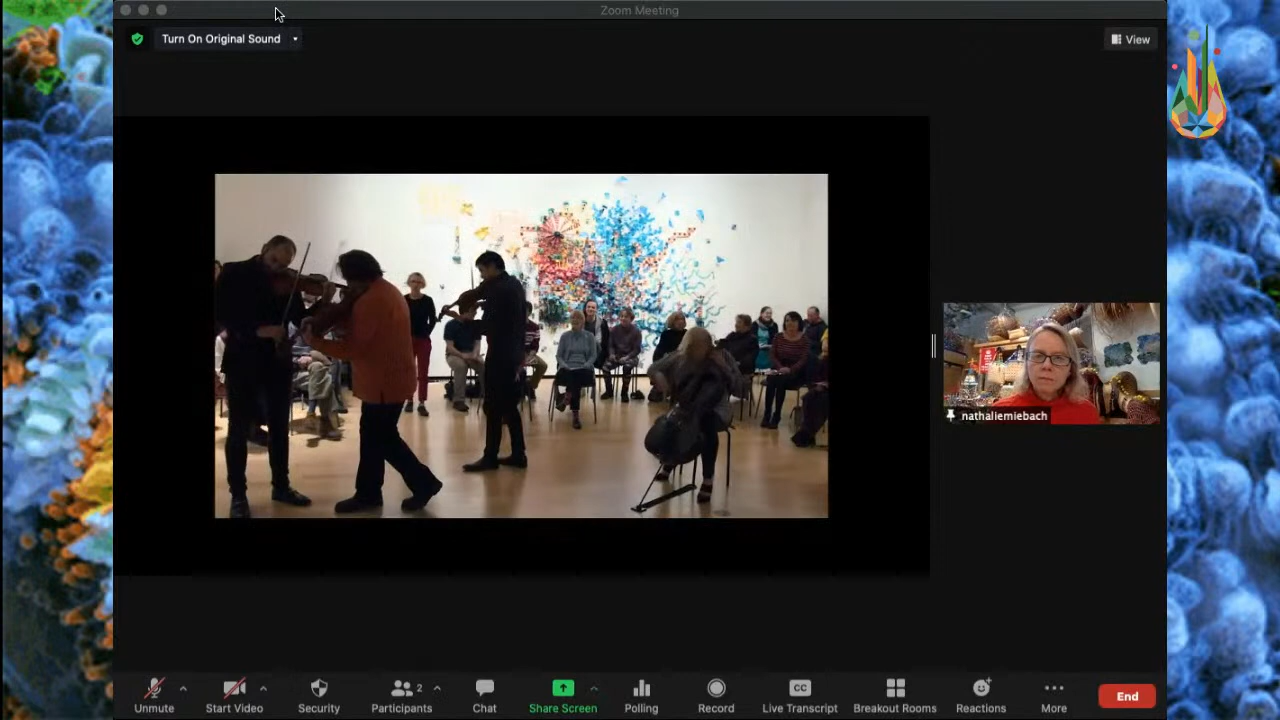 Zoom Meeting
Turn On Original Sound
View
nathaliemiebach
Unmute
Start Video
Security
Participants
2
Chat
Share Screen
Polling
Record
CC
Live Transcript
Breakout Rooms
Reactions
More
End